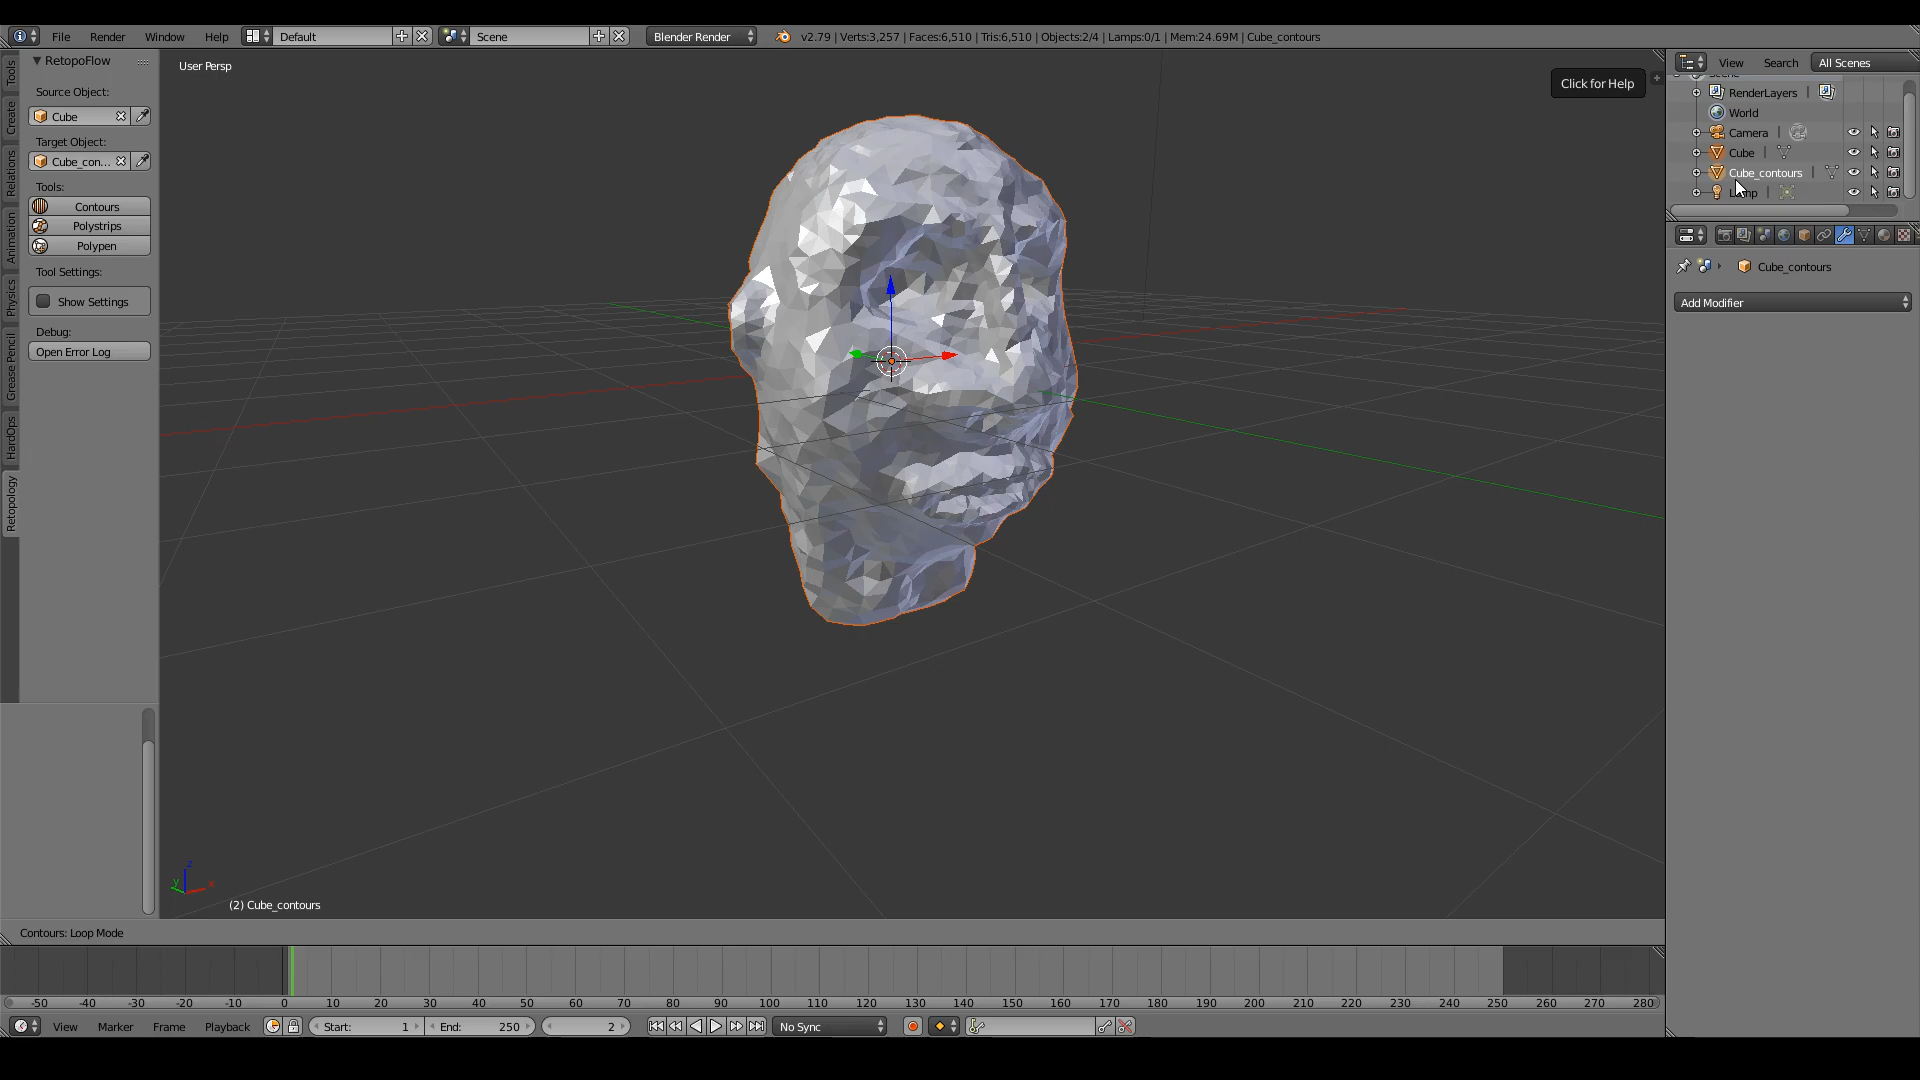 File Render Window Help Default Scene Blender Render v2.79 | Verts:3,257 | Faces:6,510 | Tris:6,510 | Objects:2/4 | Lamps:0/1 | Mem:24.69M | Cube_contours
RetopoFlow
Source Object:
Cube
Target Object:
Cube_con...
Tools:
Contours
Polystrips
Polypen
Tool Settings:
Show Settings
Debug:
Open Error Log
Tools
Create
Relations
Animation
Physics
Grease Pencil
HardOps
Retopology
User Persp
Click for Help
z
y
x
(2) Cube_contours
View Search All Scenes
RenderLayers
World
Camera
Cube
Cube_contours
Cube_contours
Add Modifier
Contours: Loop Mode
-50 -40 -30 -20 -10 0 10 20 30 40 50 60 70 80 90 100 110 120 130 140 150 160 170 180 190 200 210 220 230 240 250 260 270 280
View Marker Frame Playback Start: 1 End: 250 2 No Sync